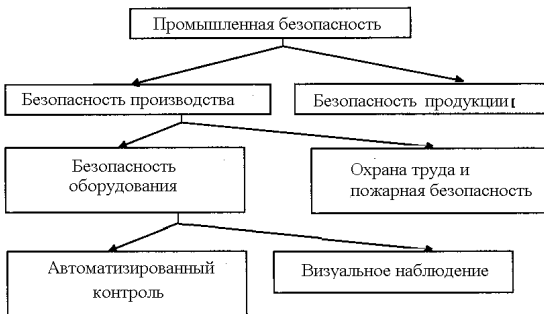 Промышленная безопасность
Безопасность производства
Безопасность продукции
Безопасность
оборудования
Охрана труда и
пожарная безопасность
Автоматизированный
контроль
Визуальное наблюдение